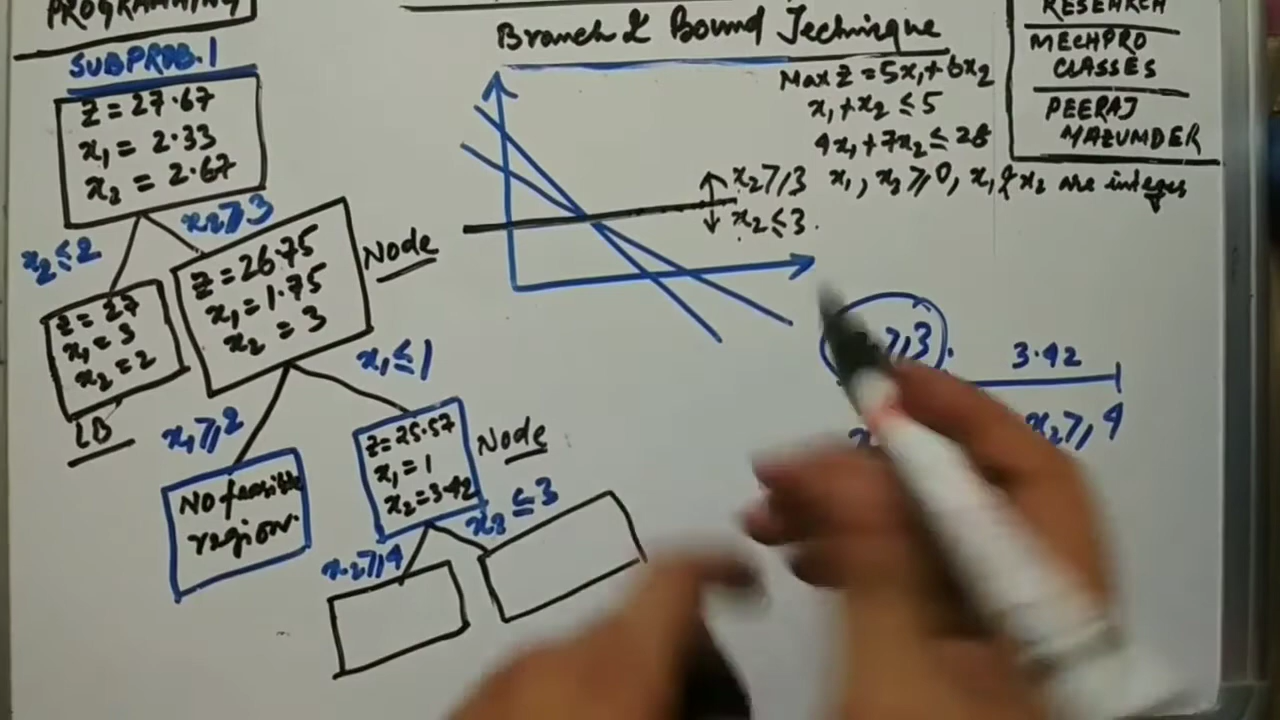 PROGRAMMING
Branch & Bound Technique
RESEARCH
MECHPRO
CLASSES
PEERAJ
MAZUMDER
SUBPROB.1
Z = 27.67
x₁ = 2.33
x₂ = 2.67
Max Z = 5x₁ + 6x₂
x₁ + x₂ ≤ 5
4x₁ + 7x₂ ≤ 28
x₁, x₂ ≥ 0, x₁ & x₂ are integers
x₂ ≥ 3
x₂ ≤ 3.
x₂ ≤ 2
x₂ ≥ 3
Z = 27
x₁ = 3
x₂ = 2
LB
Z = 26.75
x₁ = 1.75
x₂ = 3
Node
x₁ ≥ 2
x₁ ≤ 1
No feasible
region.
Z = 25.57
x₁ = 1
x₂ = 3.42
Node
x₂ ≥ 4
x₂ ≤ 3
3.42
x₂ ≥ 4